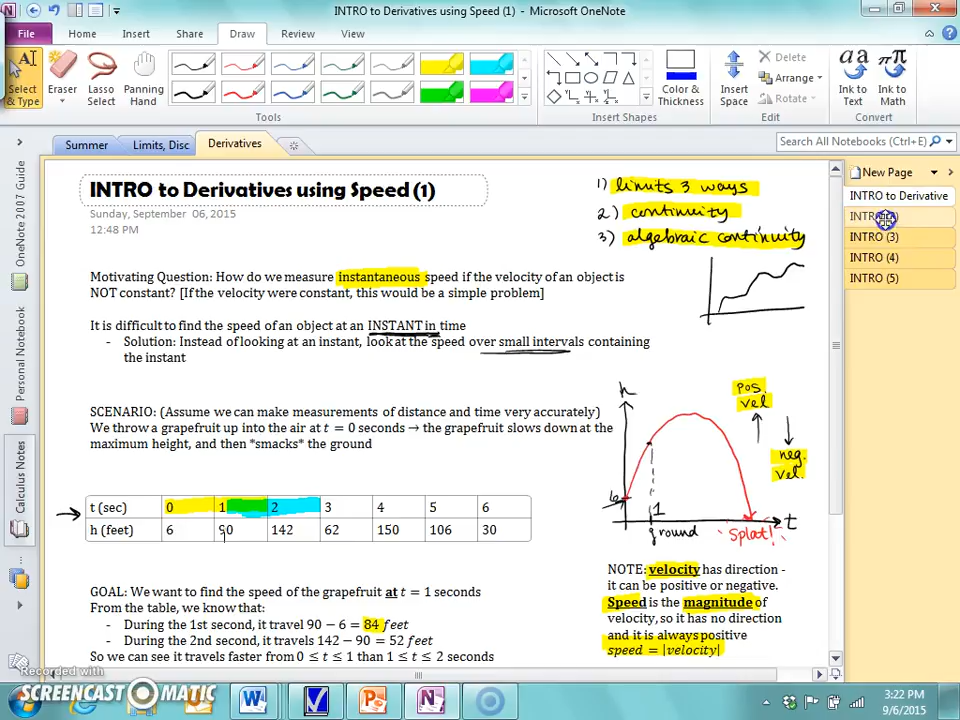 INTRO to Derivatives using Speed (1) - Microsoft OneNote
File Home Insert Share Draw Review View
Select & Type
Eraser
Lasso Select
Panning Hand
Color & Thickness
Insert Space
Delete
Arrange
Rotate
Ink to Text
Ink to Math
Tools Insert Shapes Edit Convert
Summer Limits, Disc Derivatives
Search All Notebooks (Ctrl+E)
OneNote 2007 Guide
Personal Notebook
Calculus Notes
INTRO to Derivatives using Speed (1)
Sunday, September 06, 2015
12:48 PM
1) limits 3 ways
2) continuity
3) algebraic continuity
Motivating Question: How do we measure instantaneous speed if the velocity of an object is
NOT constant? [If the velocity were constant, this would be a simple problem]
It is difficult to find the speed of an object at an INSTANT in time
- Solution: Instead of looking at an instant, look at the speed over small intervals containing
the instant
SCENARIO: (Assume we can make measurements of distance and time very accurately)
We throw a grapefruit up into the air at t = 0 seconds → the grapefruit slows down at the
maximum height, and then *smacks* the ground
t (sec) 0 1 2 3 4 5 6
h (feet) 6 90 142 62 150 106 30
GOAL: We want to find the speed of the grapefruit at t = 1 seconds
From the table, we know that:
- During the 1st second, it travel 90 − 6 = 84 feet
- During the 2nd second, it travels 142 − 90 = 52 feet
So we can see it travels faster from 0 ≤ t ≤ 1 than 1 ≤ t ≤ 2 seconds
h
pos. vel
neg. vel.
6
1
t
ground
Splat!
NOTE: velocity has direction -
it can be positive or negative.
Speed is the magnitude of
velocity, so it has no direction
and it is always positive
speed = |velocity|
New Page
INTRO to Derivative
INTRO (3)
INTRO (4)
INTRO (5)
Recorded with
SCREENCAST MATIC
3:22 PM
9/6/2015